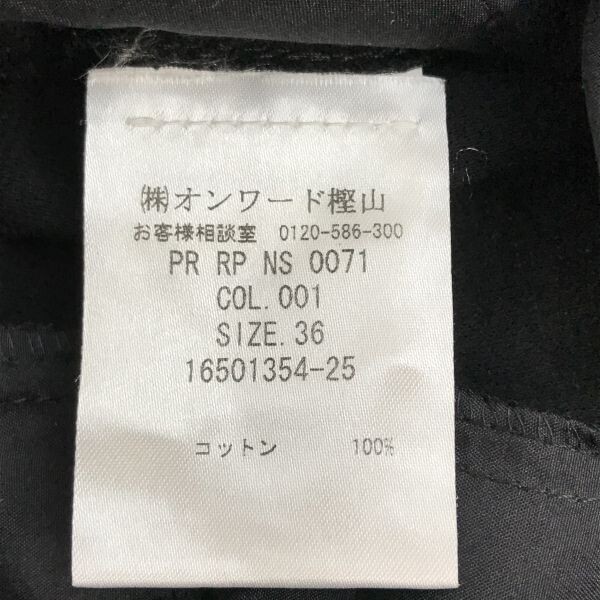 ㈱オンワード樫山
お客様相談室 0120-586-300
PR RP NS 0071
COL.001
SIZE.36
16501354-25
コットン 100%